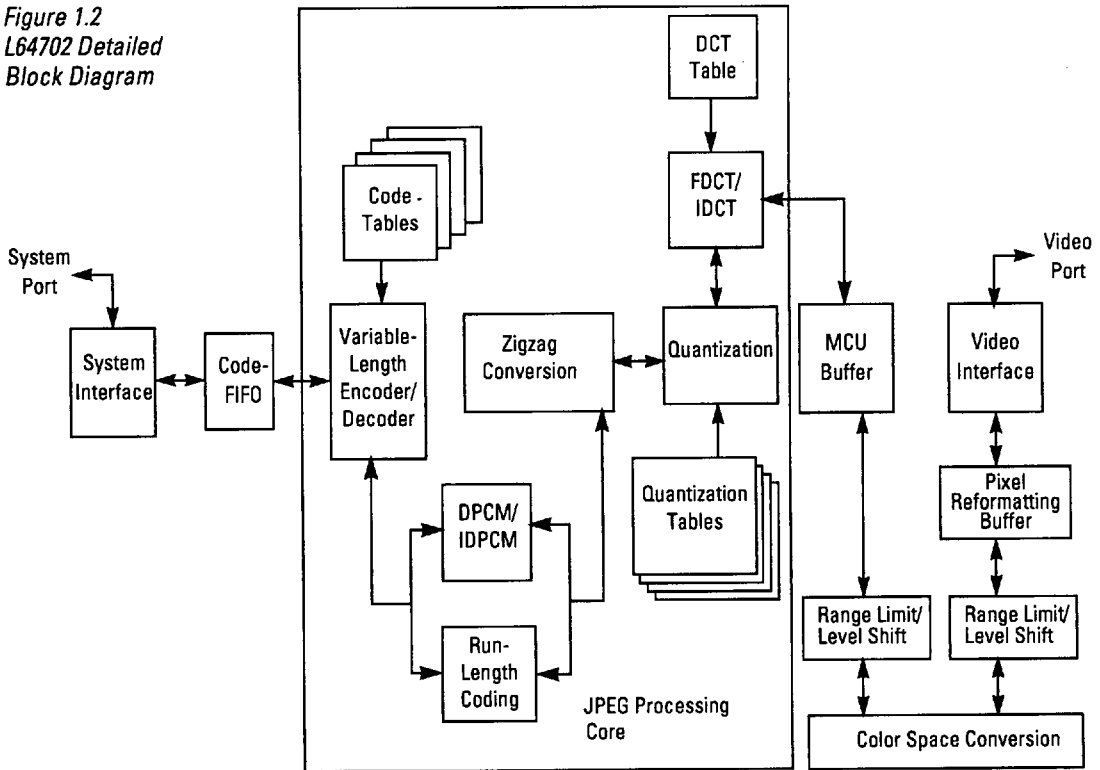 Figure 1.2
L64702 Detailed
Block Diagram
DCT
Table
Code -
Tables
FDCT/
IDCT
System
Port
Video
Port
System
Interface
Code-
FIFO
Variable-
Length
Encoder/
Decoder
Zigzag
Conversion
Quantization
MCU
Buffer
Video
Interface
DPCM/
IDPCM
Quantization
Tables
Pixel
Reformatting
Buffer
Run-
Length
Coding
Range Limit/
Level Shift
Range Limit/
Level Shift
JPEG Processing
Core
Color Space Conversion